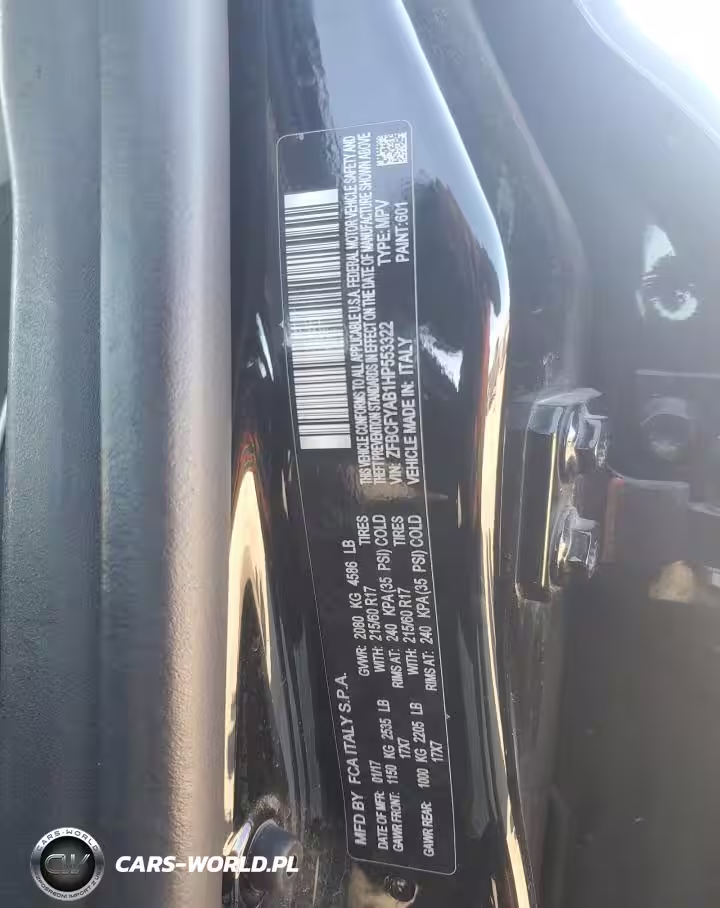 MFD BY FCA ITALY S.P.A.
DATE OF MFR: 01/17
GVWR: 2080 KG 4586 LB
GAWR FRONT: 1150 KG 2535 LB
WITH: 215/60 R17 TIRES
17X7
RIMS AT: 240 KPA(35 PSI) COLD
GAWR REAR: 1000 KG 2205 LB
WITH: 215/60 R17 TIRES
17X7
RIMS AT: 240 KPA(35 PSI) COLD
THIS VEHICLE CONFORMS TO ALL APPLICABLE U.S.A. FEDERAL MOTOR VEHICLE SAFETY AND
THEFT PREVENTION STANDARDS IN EFFECT ON THE DATE OF MANUFACTURE SHOWN ABOVE
VIN: ZFBCFYAB1HP553322 TYPE: MPV
VEHICLE MADE IN: ITALY PAINT:601
CARS-WORLD
CW
CARS-WORLD.PL